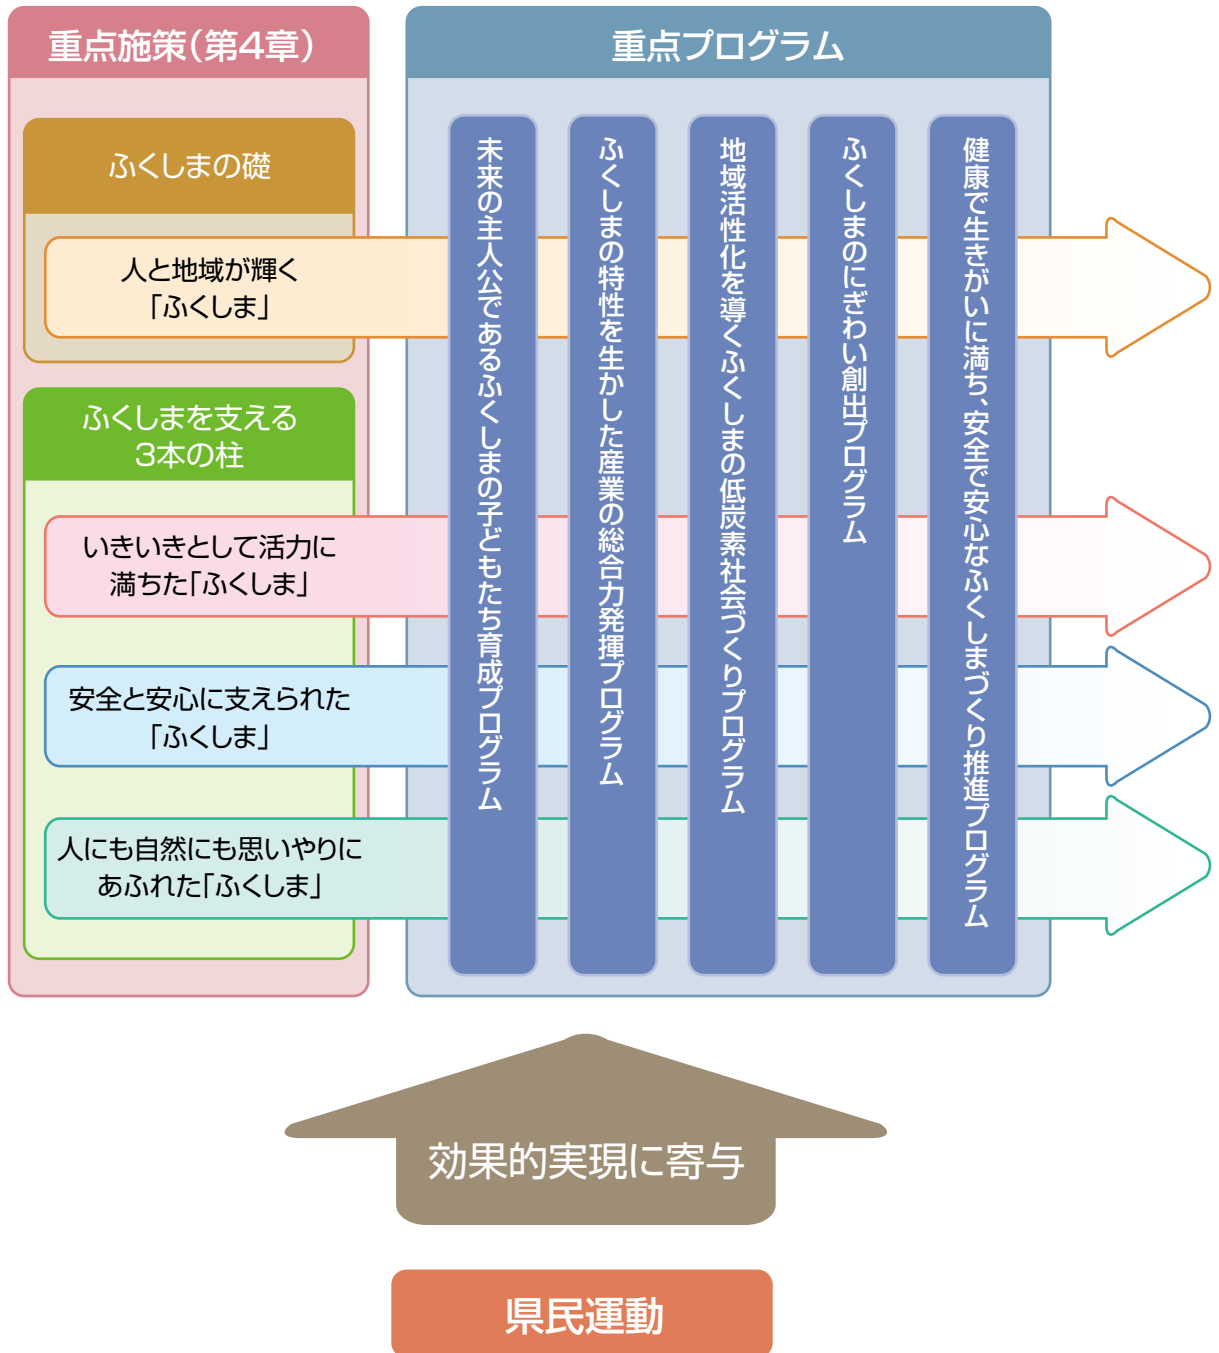 重点施策(第4章)
ふくしまの礎
人と地域が輝く
「ふくしま」
ふくしまを支える
3本の柱
いきいきとして活力に
満ちた「ふくしま」
安全と安心に支えられた
「ふくしま」
人にも自然にも思いやりに
あふれた「ふくしま」
重点プログラム
未来の主人公であるふくしまの子どもたち育成プログラム
ふくしまの特性を生かした産業の総合力発揮プログラム
地域活性化を導くふくしまの低炭素社会づくりプログラム
ふくしまのにぎわい創出プログラム
健康で生きがいに満ち、安全で安心なふくしまづくり推進プログラム
効果的実現に寄与
県民運動